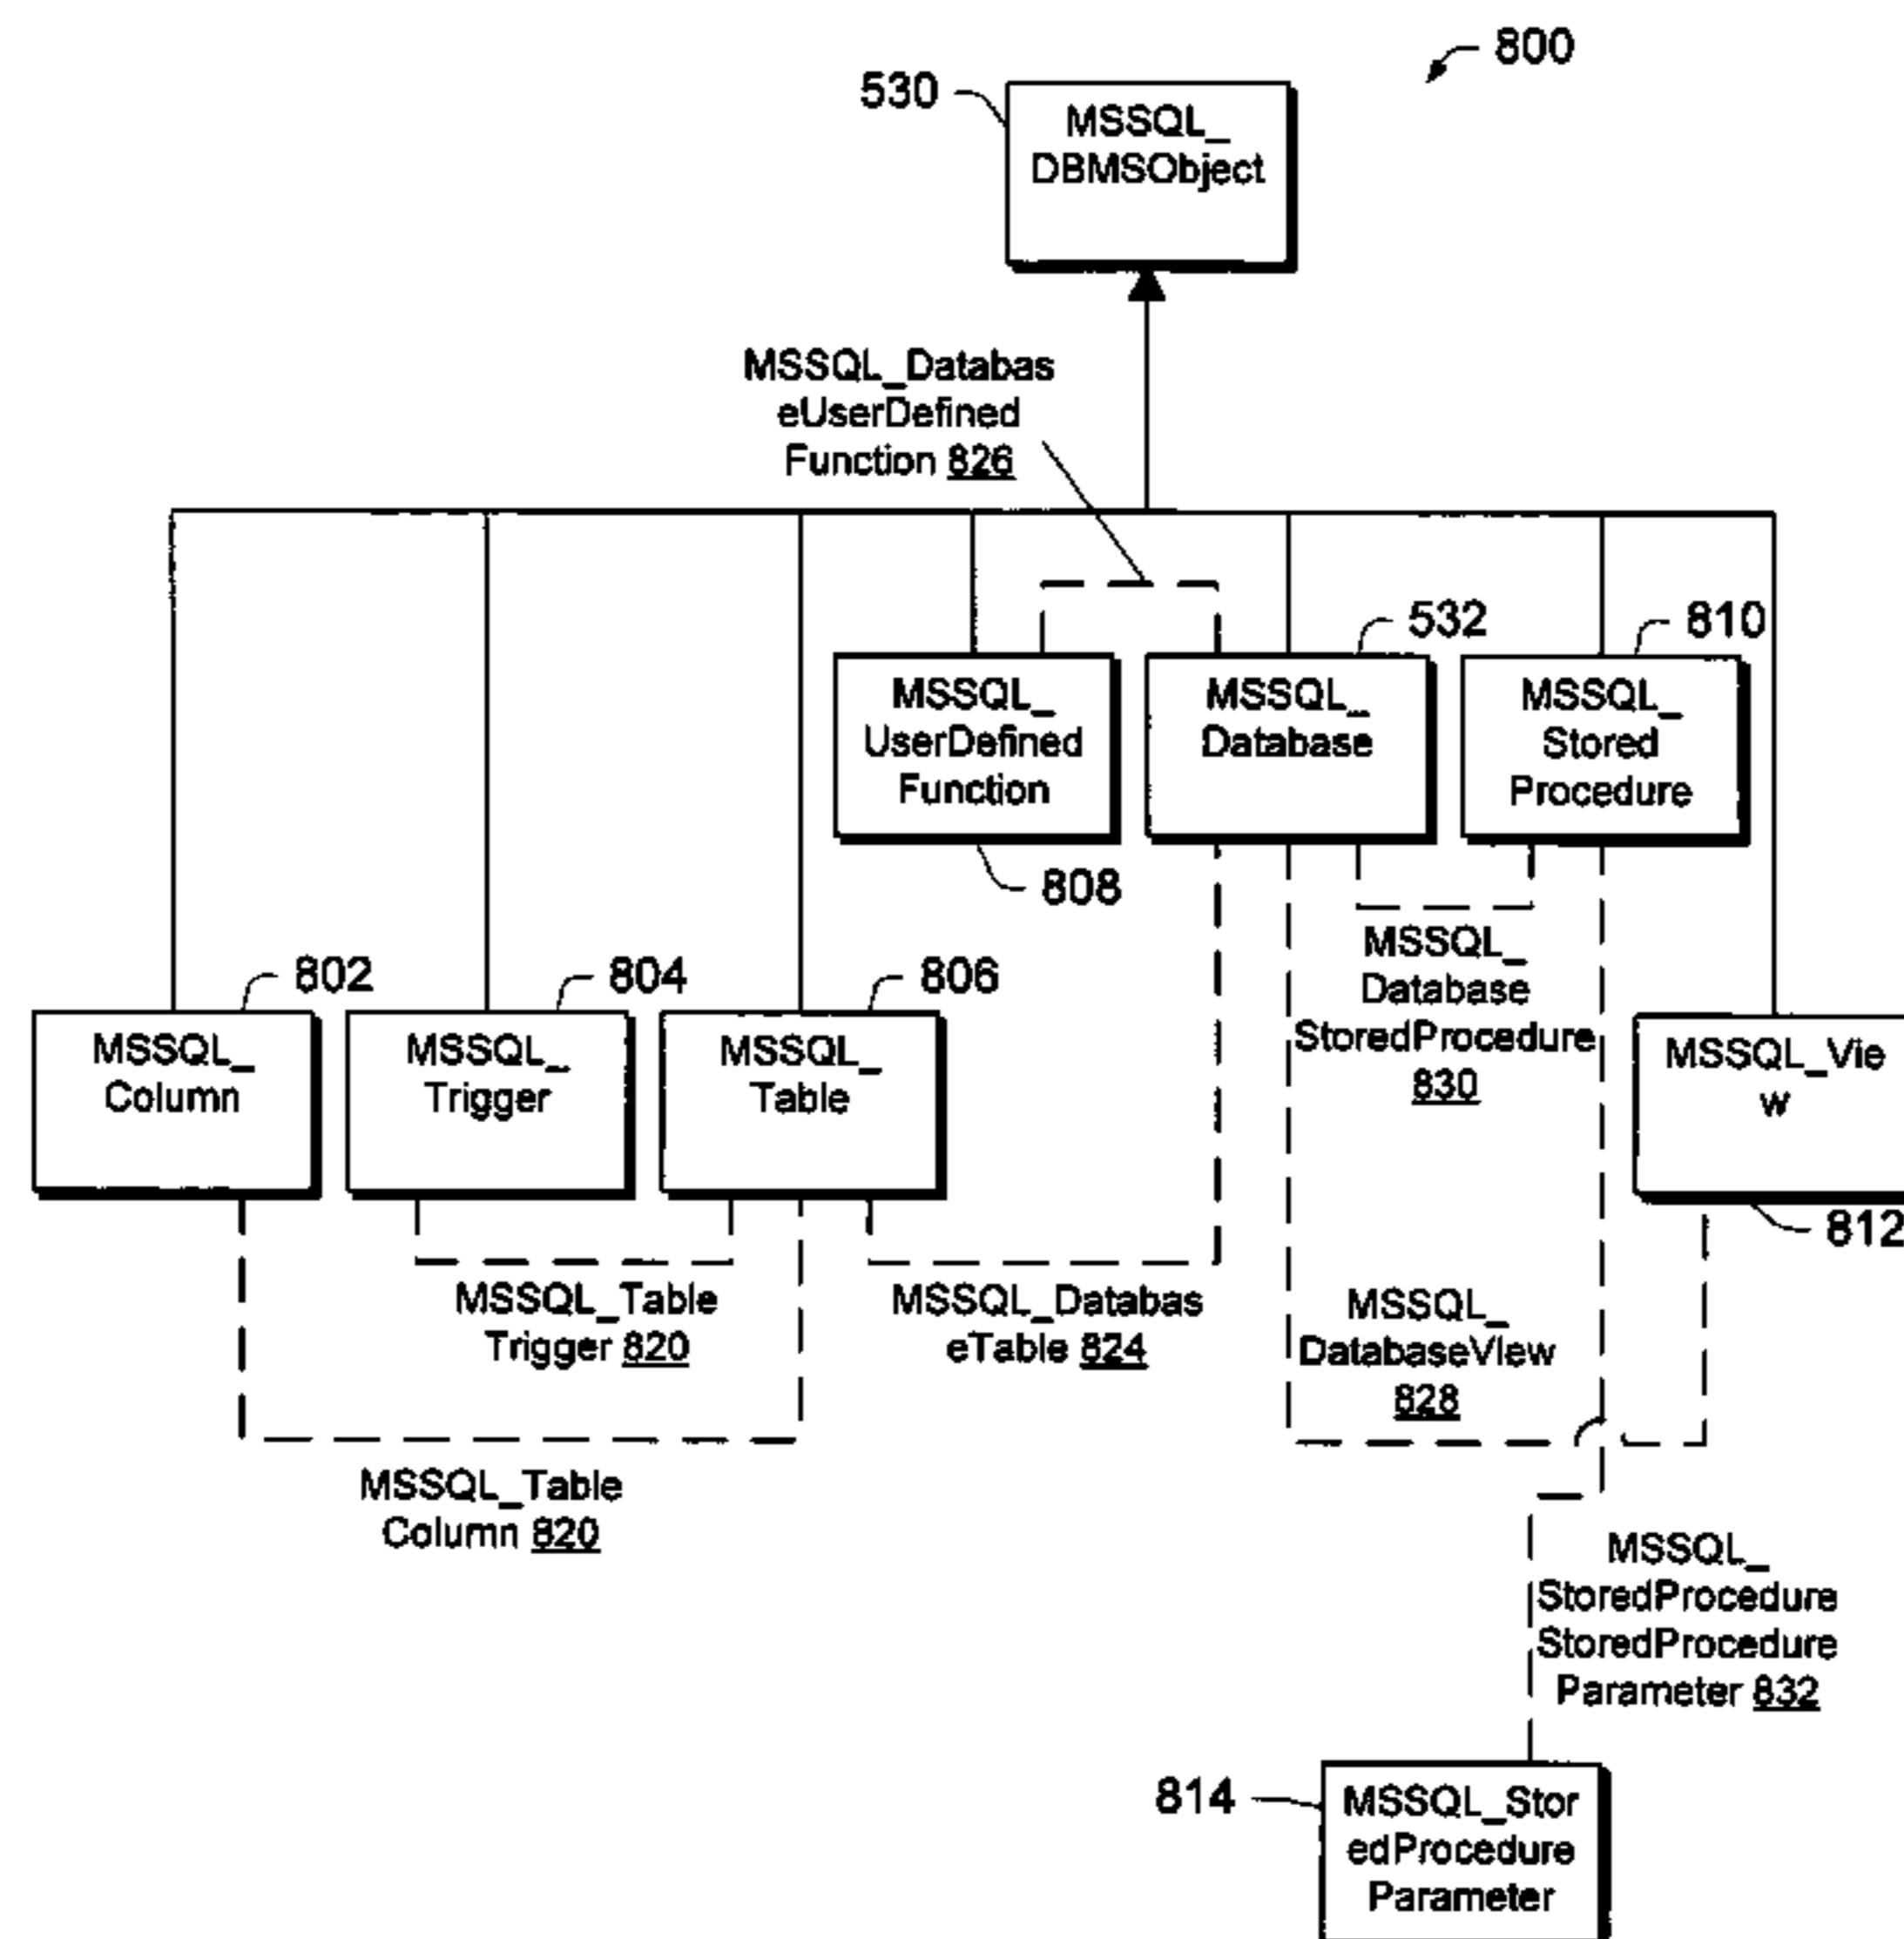 800
530
MSSQL_
DBMSObject
MSSQL_Databas
eUserDefined
Function 826
532
810
MSSQL_
UserDefined
Function
MSSQL_
Database
MSSQL_
Stored
Procedure
808
MSSQL_
Database
StoredProcedure
830
802
804
806
MSSQL_
Column
MSSQL_
Trigger
MSSQL_
Table
MSSQL_Vie
w
812
MSSQL_Table
Trigger 820
MSSQL_Databas
eTable 824
MSSQL_
DatabaseView
828
MSSQL_Table
Column 820
MSSQL_
StoredProcedure
StoredProcedure
Parameter 832
814
MSSQL_Stor
edProcedure
Parameter